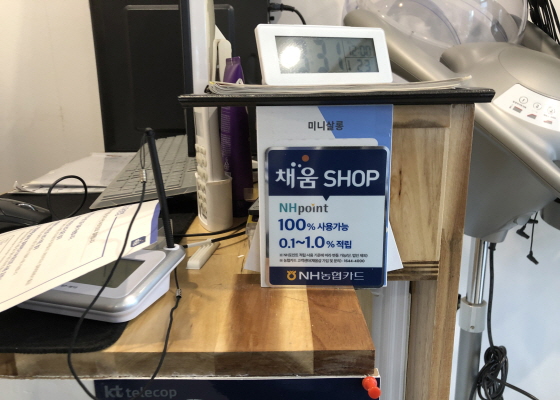 미니살롱
채움 SHOP
NHpoint
100% 사용가능
0.1~1.0% 적립
NH농협카드
kt telecop